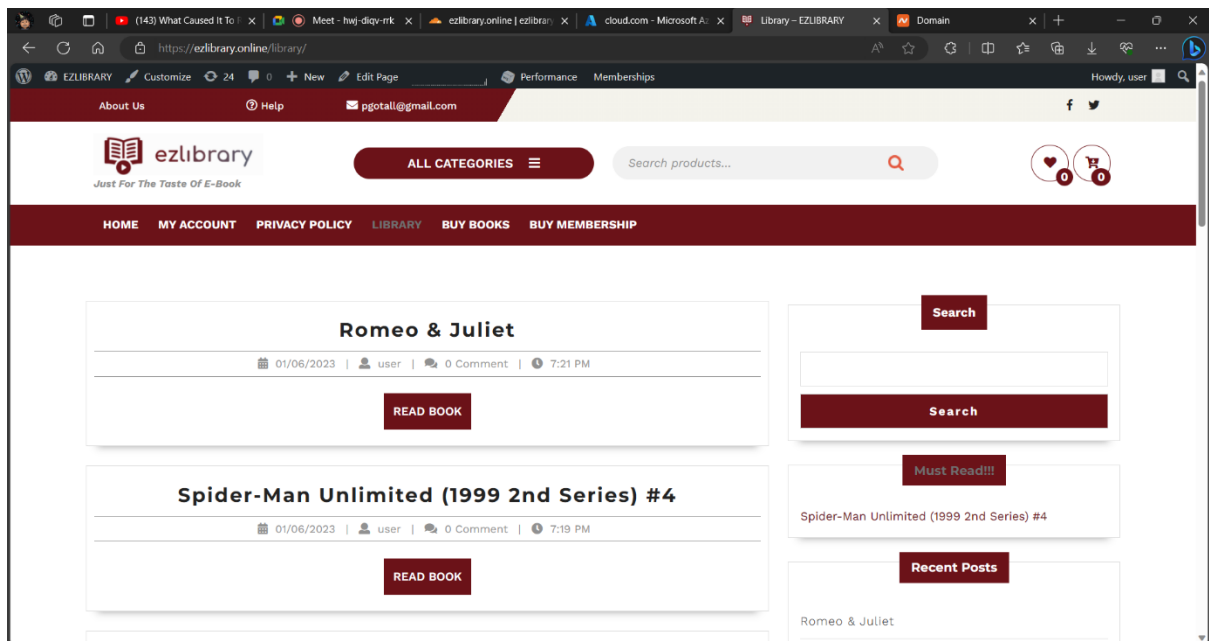 (143) What Caused It To F
Meet - hwj-diqv-rrk
ezlibrary.online | ezlibrary
cloud.com - Microsoft Az
Library – EZLIBRARY
Domain
https://ezlibrary.online/library/
EZLIBRARY Customize 24 0 New Edit Page Performance Memberships Howdy, user
About Us Help pgotall@gmail.com
ezlibrary
Just For The Taste Of E-Book
ALL CATEGORIES
Search products...
0 0
HOME MY ACCOUNT PRIVACY POLICY LIBRARY BUY BOOKS BUY MEMBERSHIP
Romeo & Juliet
01/06/2023 | user | 0 Comment | 7:21 PM
READ BOOK
Spider-Man Unlimited (1999 2nd Series) #4
01/06/2023 | user | 0 Comment | 7:19 PM
READ BOOK
Search
Search
Must Read!!!
Spider-Man Unlimited (1999 2nd Series) #4
Recent Posts
Romeo & Juliet